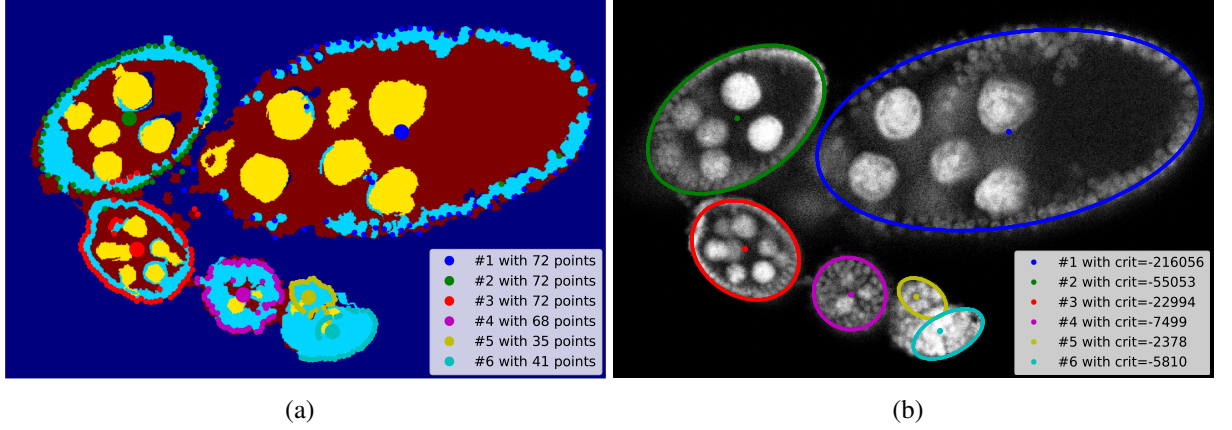 #1 with 72 points
#2 with 72 points
#3 with 72 points
#4 with 68 points
#5 with 35 points
#6 with 41 points
#1 with crit=-216056
#2 with crit=-55053
#3 with crit=-22994
#4 with crit=-7499
#5 with crit=-2378
#6 with crit=-5810
(a)
(b)